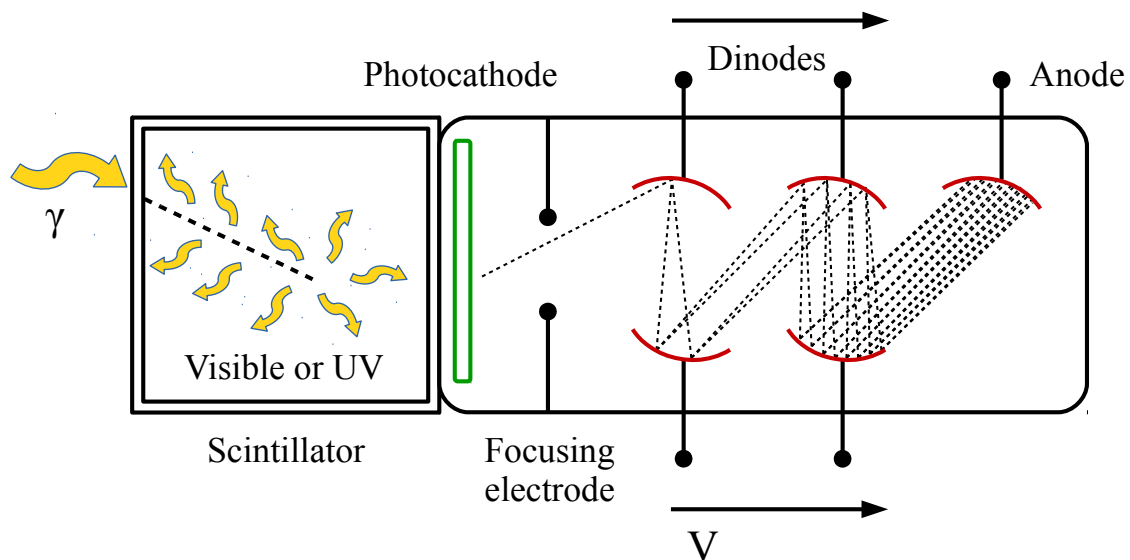 Dinodes
Photocathode
Anode
γ
Visible or UV
Scintillator
Focusing
electrode
V